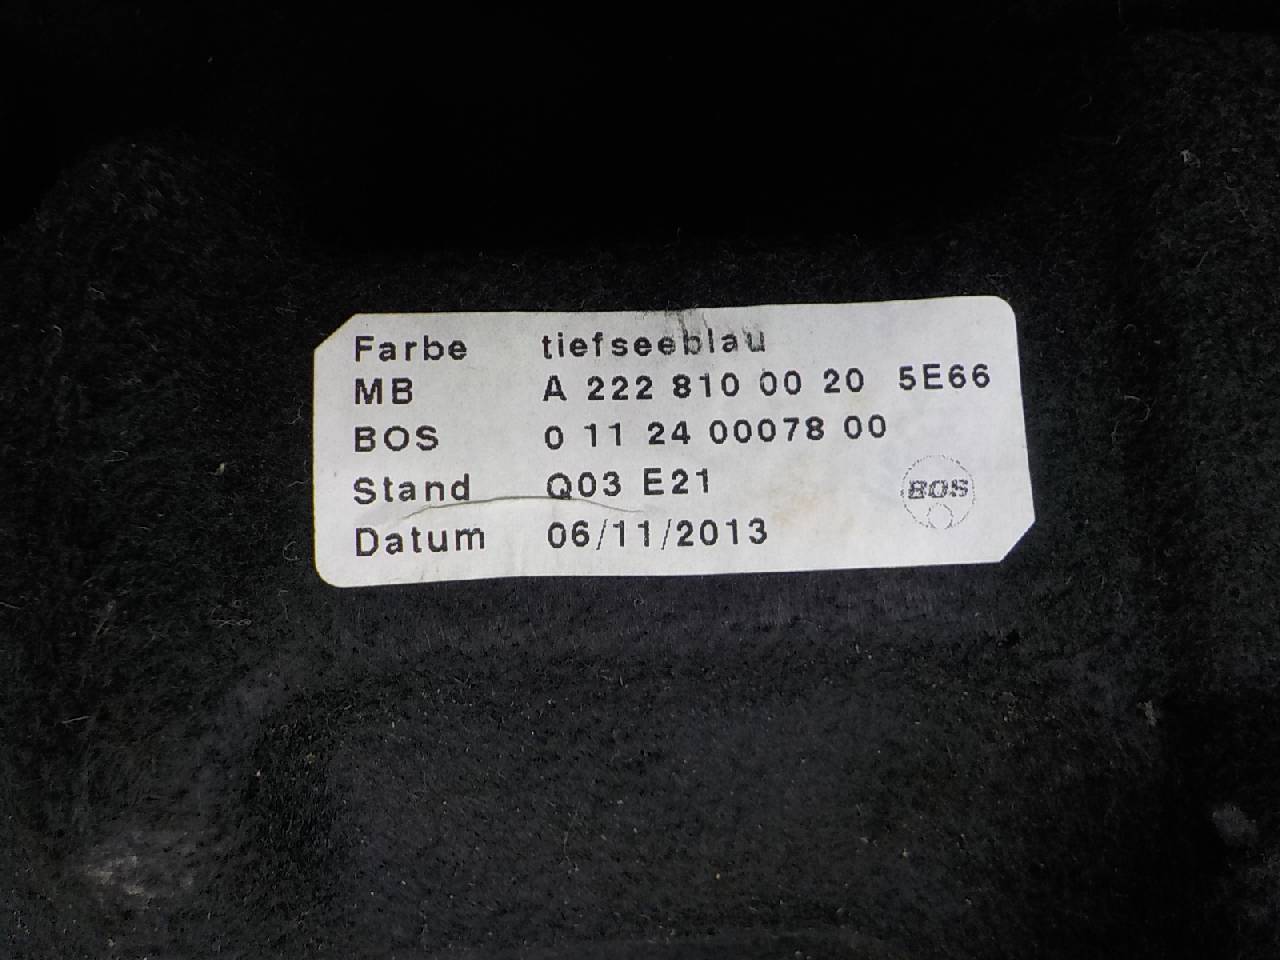 Farbe tiefseeblau
MB A 222 810 00 20 5E66
BOS 0 11 24 00078 00
Stand Q03 E21
BOS
Datum 06/11/2013